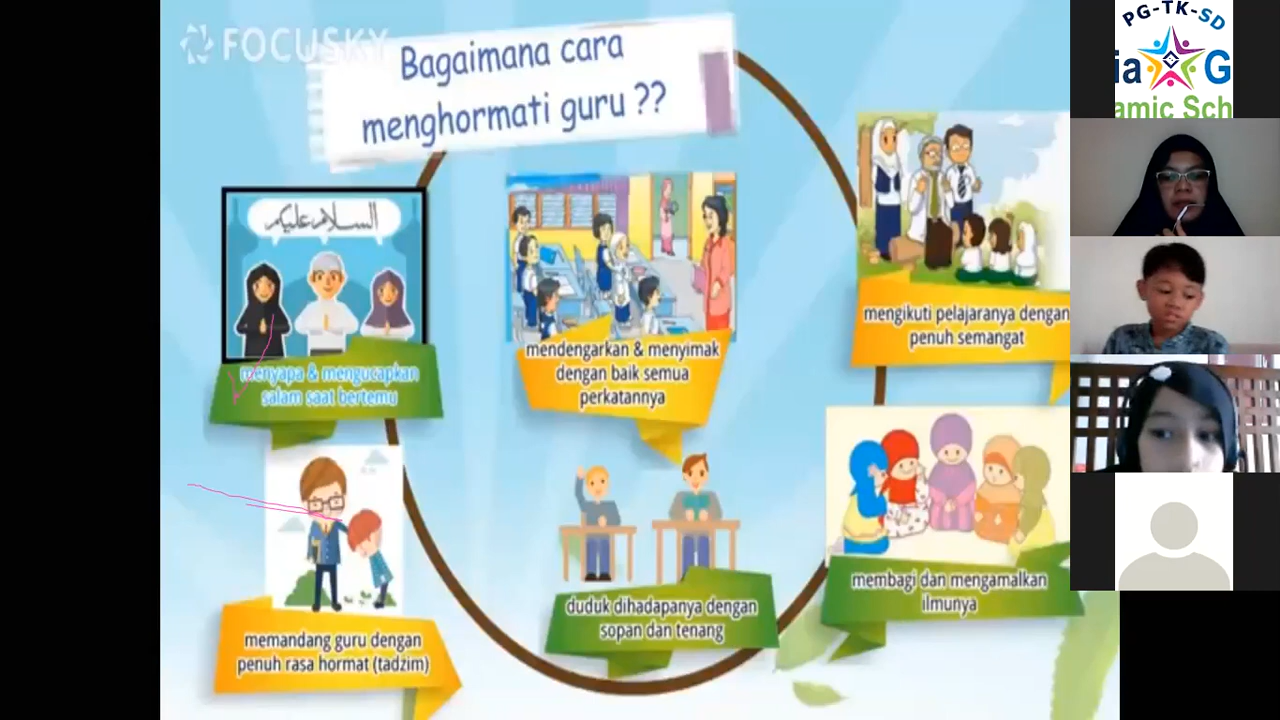 FOCUSKY
Bagaimana cara
menghormati guru ??
السلام عليكم
menyapa & mengucapkan
salam saat bertemu
mendengarkan & menyimak
dengan baik semua
perkatannya
mengikuti pelajaranya dengan
penuh semangat
memandang guru dengan
penuh rasa hormat (tadzim)
duduk dihadapanya dengan
sopan dan tenang
membagi dan mengamalkan
ilmunya
PG-TK-SD
ia G
amic Sch